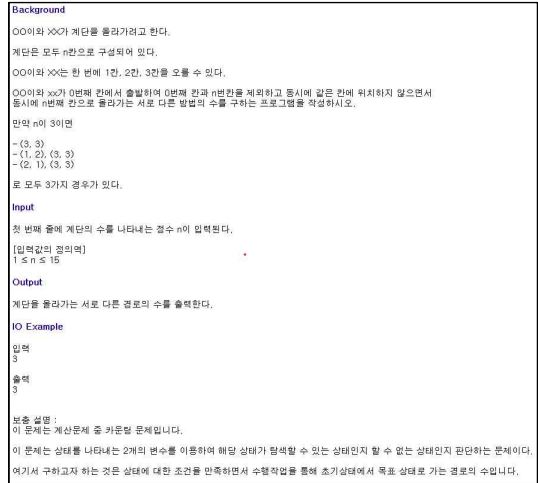 Background
OO이와 XX가 계단을 올라가려고 한다.
계단은 모두 n칸으로 구성되어 있다.
OO이와 XX는 한 번에 1칸, 2칸, 3칸을 오를 수 있다.
OO이와 xx가 0번째 칸에서 출발하여 0번째 칸과 n번칸을 제외하고 동시에 같은 칸에 위치하지 않으면서
동시에 n번째 칸으로 올라가는 서로 다른 방법의 수를 구하는 프로그램을 작성하시오.
만약 n이 3이면
- (3, 3)
- (1, 2), (3, 3)
- (2, 1), (3, 3)
로 모두 3가지 경우가 있다.
Input
첫 번째 줄에 계단의 수를 나타내는 정수 n이 입력된다.
[입력값의 정의역]
1 ≤ n ≤ 15
Output
계단을 올라가는 서로 다른 경로의 수를 출력한다.
IO Example
입력
3
출력
3
보충 설명 :
이 문제는 계산문제 중 카운팅 문제입니다.
이 문제는 상태를 나타내는 2개의 변수를 이용하여 해당 상태가 탐색할 수 있는 상태인지 할 수 없는 상태인지 판단하는 문제이다.
여기서 구하고자 하는 것은 상태에 대한 조건을 만족하면서 수행작업을 통해 초기상태에서 목표 상태로 가는 경로의 수입니다.